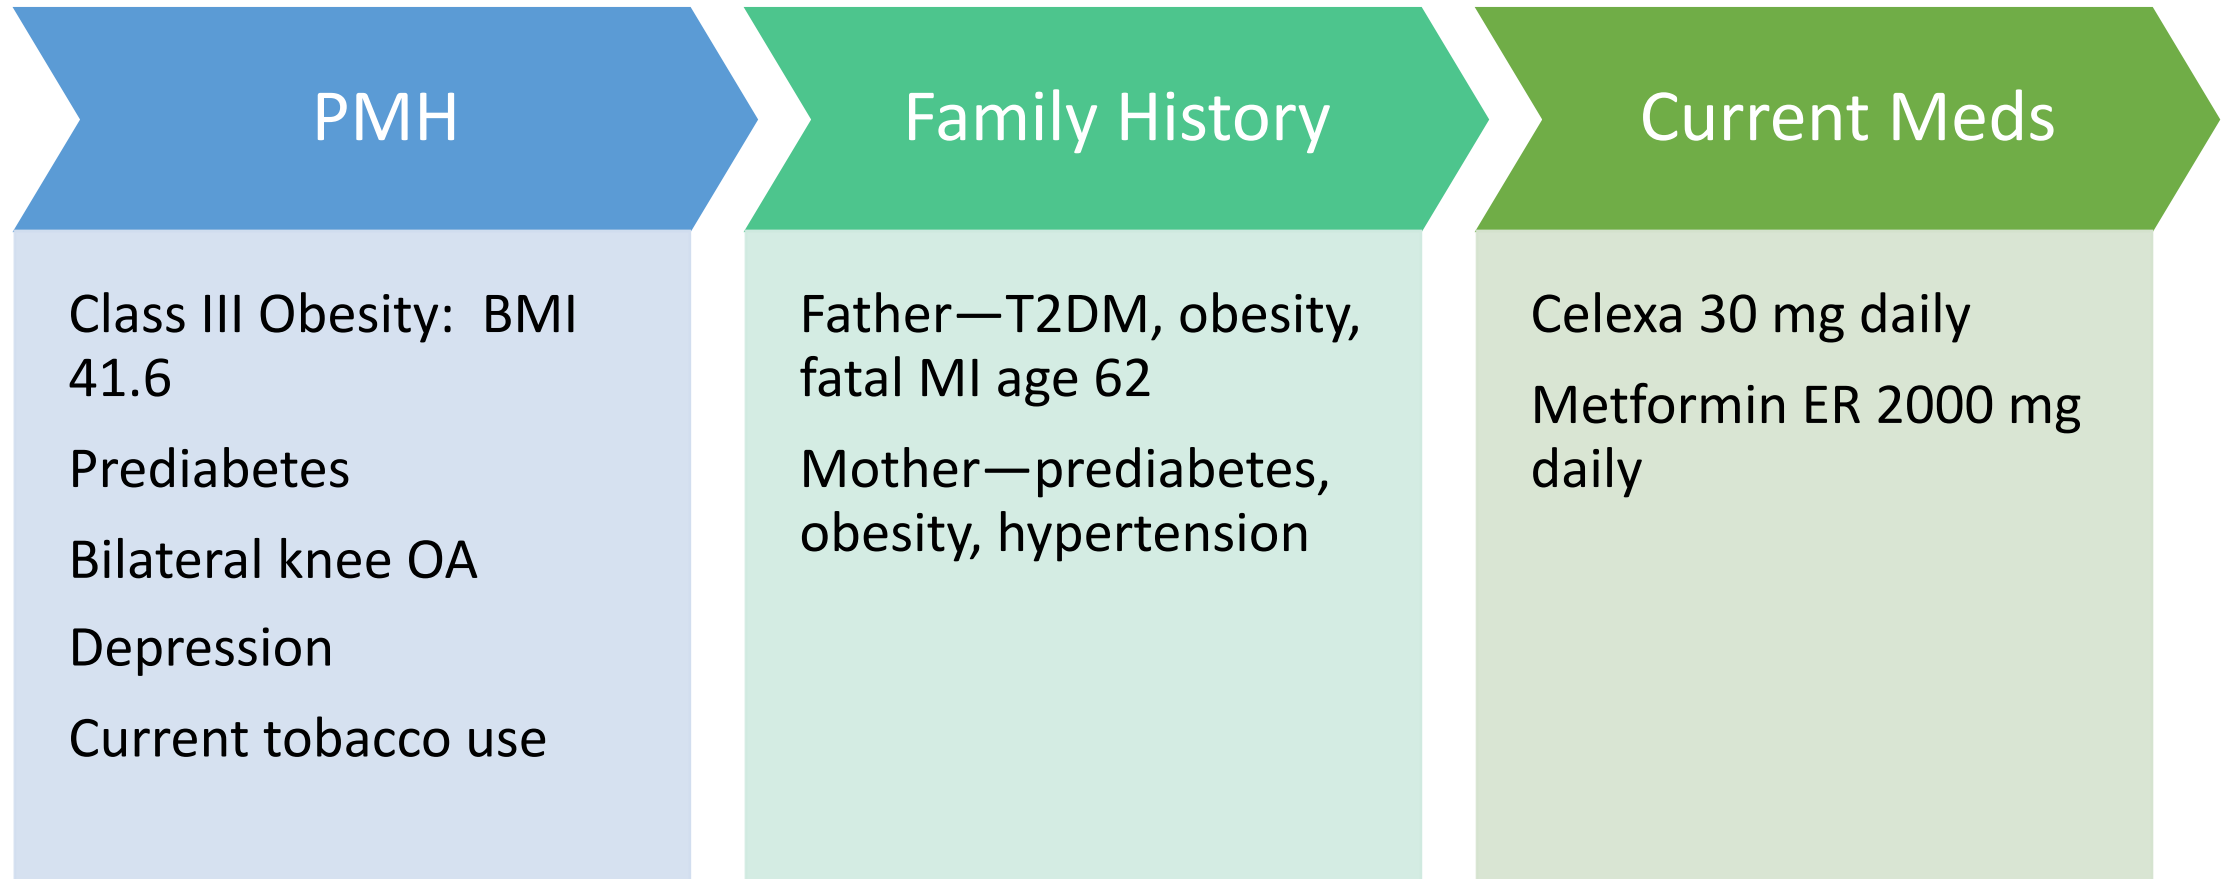 PMH
Class III Obesity:  BMI
41.6
Prediabetes
Bilateral knee OA
Depression
Current tobacco use
Family History
Father—T2DM, obesity,
fatal MI age 62
Mother—prediabetes,
obesity, hypertension
Current Meds
Celexa 30 mg daily
Metformin ER 2000 mg
daily